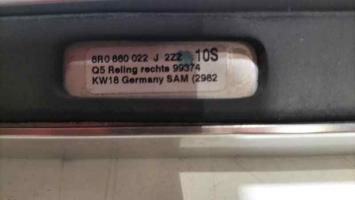 8R0 860 022 J 2ZZ 10S
Q5 Reling rechts 99374
KW18 Germany SAM (2982